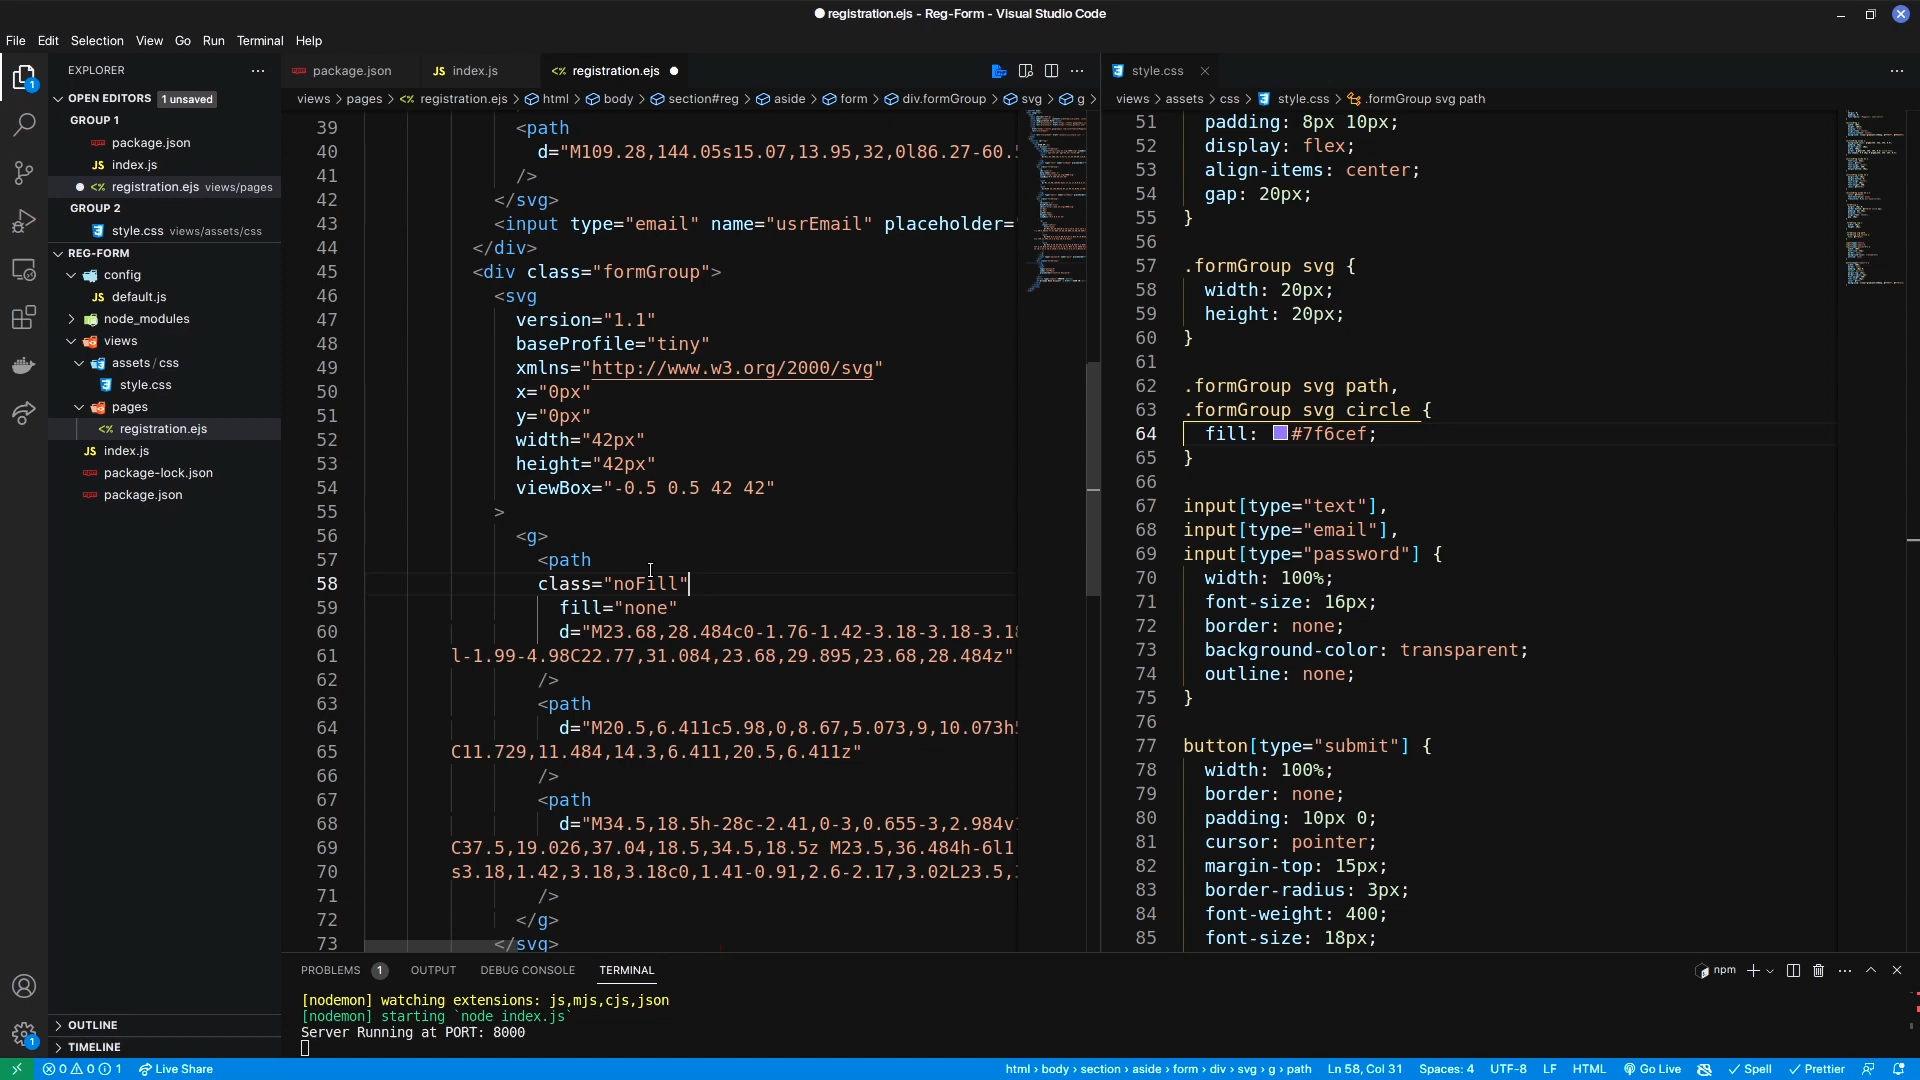 registration.ejs - Reg-Form - Visual Studio Code
File Edit Selection View Go Run Terminal Help
EXPLORER
OPEN EDITORS 1 unsaved
GROUP 1
package.json
JS index.js
registration.ejs views/pages
GROUP 2
style.css views/assets/css
REG-FORM
config
JS default.js
node_modules
views
assets / css
style.css
pages
registration.ejs
JS index.js
package-lock.json
package.json
OUTLINE
TIMELINE
package.json
JS index.js
registration.ejs
views > pages > registration.ejs > html > body > section#reg > aside > form > div.formGroup > svg > g >
39 <path
40 d="M109.28,144.05s15.07,13.95,32,0l86.27-60.
41 />
42 </svg>
43 <input type="email" name="usrEmail" placeholder=
44 </div>
45 <div class="formGroup">
46 <svg
47 version="1.1"
48 baseProfile="tiny"
49 xmlns="http://www.w3.org/2000/svg"
50 x="0px"
51 y="0px"
52 width="42px"
53 height="42px"
54 viewBox="-0.5 0.5 42 42"
55 >
56 <g>
57 <path
58 class="noFill"
59 fill="none"
60 d="M23.68,28.484c0-1.76-1.42-3.18-3.18-3.18
61 l-1.99-4.98C22.77,31.084,23.68,29.895,23.68,28.484z"
62 />
63 <path
64 d="M20.5,6.411c5.98,0,8.67,5.073,9,10.073h
65 C11.729,11.484,14.3,6.411,20.5,6.411z"
66 />
67 <path
68 d="M34.5,18.5h-28c-2.41,0-3,0.655-3,2.984v
69 C37.5,19.026,37.04,18.5,34.5,18.5z M23.5,36.484h-6l1
70 s3.18,1.42,3.18,3.18c0,1.41-0.91,2.6-2.17,3.02L23.5,
71 />
72 </g>
73 </svg>
style.css
views > assets > css > style.css > .formGroup svg path
51 padding: 8px 10px;
52 display: flex;
53 align-items: center;
54 gap: 20px;
55 }
56
57 .formGroup svg {
58 width: 20px;
59 height: 20px;
60 }
61
62 .formGroup svg path,
63 .formGroup svg circle {
64 fill: #7f6cef;
65 }
66
67 input[type="text"],
68 input[type="email"],
69 input[type="password"] {
70 width: 100%;
71 font-size: 16px;
72 border: none;
73 background-color: transparent;
74 outline: none;
75 }
76
77 button[type="submit"] {
78 width: 100%;
79 border: none;
80 padding: 10px 0;
81 cursor: pointer;
82 margin-top: 15px;
83 border-radius: 3px;
84 font-weight: 400;
85 font-size: 18px;
PROBLEMS 1 OUTPUT DEBUG CONSOLE TERMINAL
npm
[nodemon] watching extensions: js,mjs,cjs,json
[nodemon] starting `node index.js`
Server Running at PORT: 8000
0 0 1 Live Share
html > body > section > aside > form > div > svg > g > path Ln 58, Col 31 Spaces: 4 UTF-8 LF HTML Go Live Spell Prettier